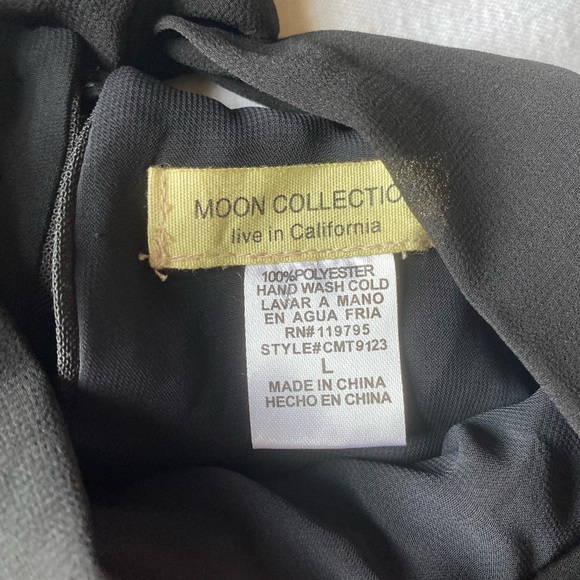 MOON COLLECTIO
live in California
100%POLYESTER
HAND WASH COLD
LAVAR A MANO
EN AGUA FRIA
RN#119795
STYLE#CMT9123
L
MADE IN CHINA
HECHO EN CHINA